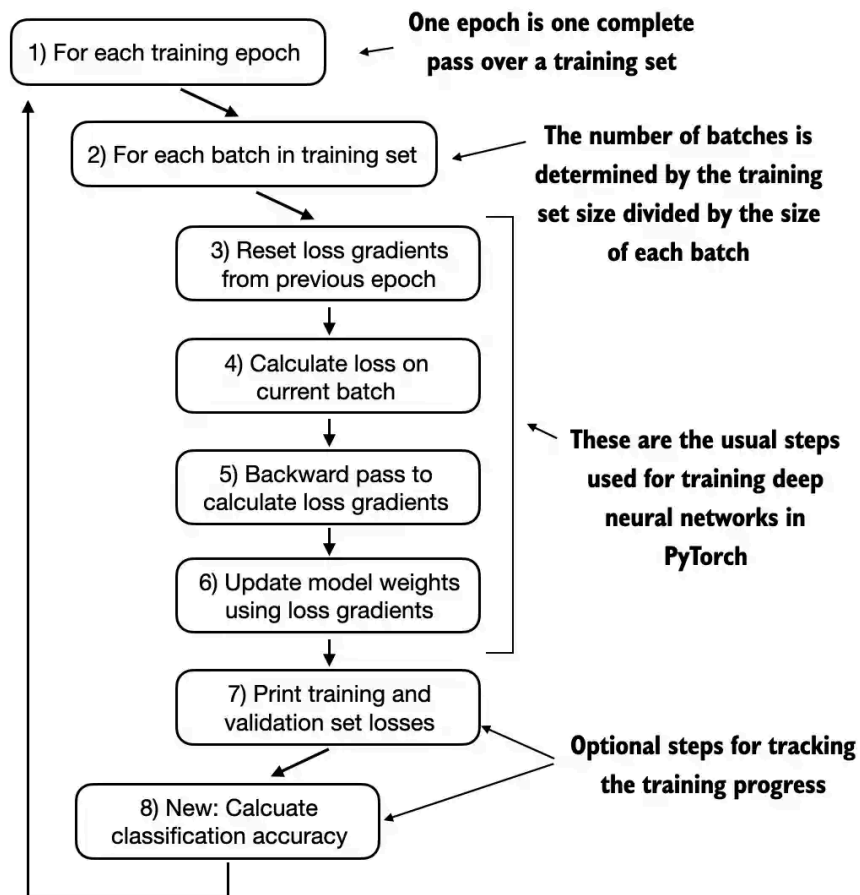 1) For each training epoch
One epoch is one complete
pass over a training set
2) For each batch in training set
The number of batches is
determined by the training
set size divided by the size
of each batch
3) Reset loss gradients
from previous epoch
4) Calculate loss on
current batch
5) Backward pass to
calculate loss gradients
6) Update model weights
using loss gradients
These are the usual steps
used for training deep
neural networks in
PyTorch
7) Print training and
validation set losses
8) New: Calcuate
classification accuracy
Optional steps for tracking
the training progress